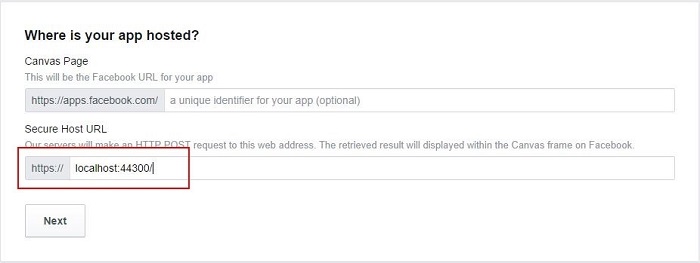 Where is your app hosted?
Canvas Page
This will be the Facebook URL for your app
https://apps.facebook.com/ a unique identifier for your app (optional)
Secure Host URL
Our servers will make an HTTP POST request to this web address. The retrieved result will displayed within the Canvas frame on Facebook.
https:// localhost:44300/
Next